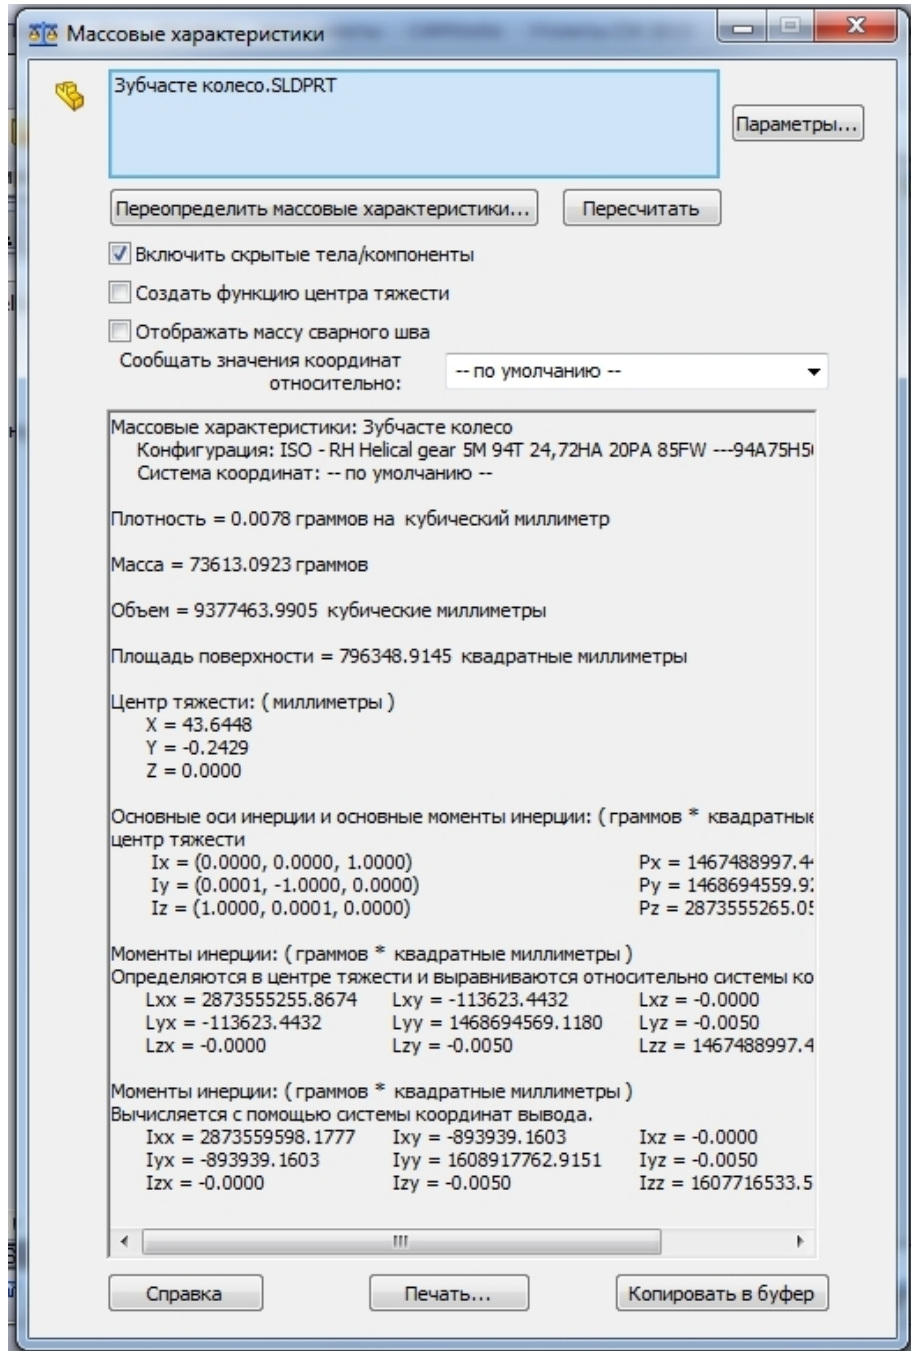 Массовые характеристики
Зубчасте колесо.SLDPRT
Параметры...
Переопределить массовые характеристики... Пересчитать
Включить скрытые тела/компоненты
Создать функцию центра тяжести
Отображать массу сварного шва
Сообщать значения координат
относительно: -- по умолчанию --
Массовые характеристики: Зубчасте колесо
Конфигурация: ISO - RH Helical gear 5M 94T 24,72HA 20PA 85FW ---94A75H5
Система координат: -- по умолчанию --
Плотность = 0.0078 граммов на кубический миллиметр
Масса = 73613.0923 граммов
Объем = 9377463.9905 кубические миллиметры
Площадь поверхности = 796348.9145 квадратные миллиметры
Центр тяжести: ( миллиметры )
X = 43.6448
Y = -0.2429
Z = 0.0000
Основные оси инерции и основные моменты инерции: ( граммов * квадратные
центр тяжести
Ix = (0.0000, 0.0000, 1.0000) Px = 1467488997.4
Iy = (0.0001, -1.0000, 0.0000) Py = 1468694559.9
Iz = (1.0000, 0.0001, 0.0000) Pz = 2873555265.05
Моменты инерции: ( граммов * квадратные миллиметры )
Определяются в центре тяжести и выравниваются относительно системы ко
Lxx = 2873555255.8674 Lxy = -113623.4432 Lxz = -0.0000
Lyx = -113623.4432 Lyy = 1468694569.1180 Lyz = -0.0050
Lzx = -0.0000 Lzy = -0.0050 Lzz = 1467488997.4
Моменты инерции: ( граммов * квадратные миллиметры )
Вычисляется с помощью системы координат вывода.
Ixx = 2873559598.1777 Ixy = -893939.1603 Ixz = -0.0000
Iyx = -893939.1603 Iyy = 1608917762.9151 Iyz = -0.0050
Izx = -0.0000 Izy = -0.0050 Izz = 1607716533.5
Справка Печать... Копировать в буфер